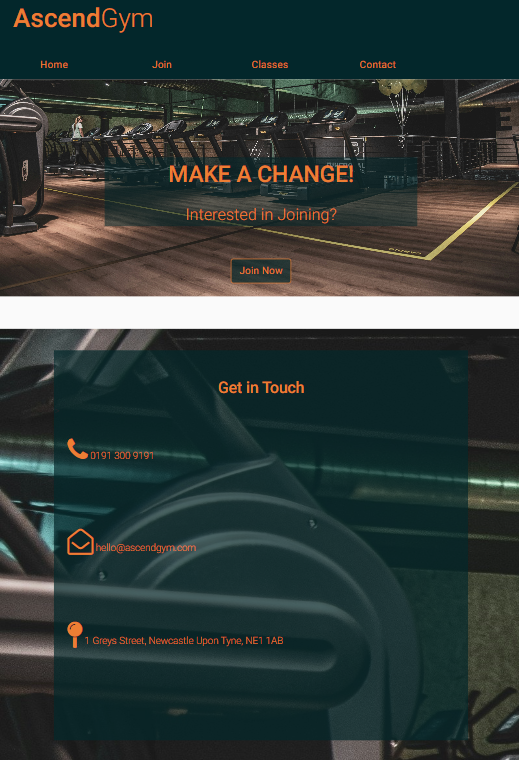 AscendGym
Home Join Classes Contact
MAKE A CHANGE!
Interested in Joining?
Join Now
Get in Touch
0191 300 9191
hello@ascendgym.com
1 Greys Street, Newcastle Upon Tyne, NE1 1AB